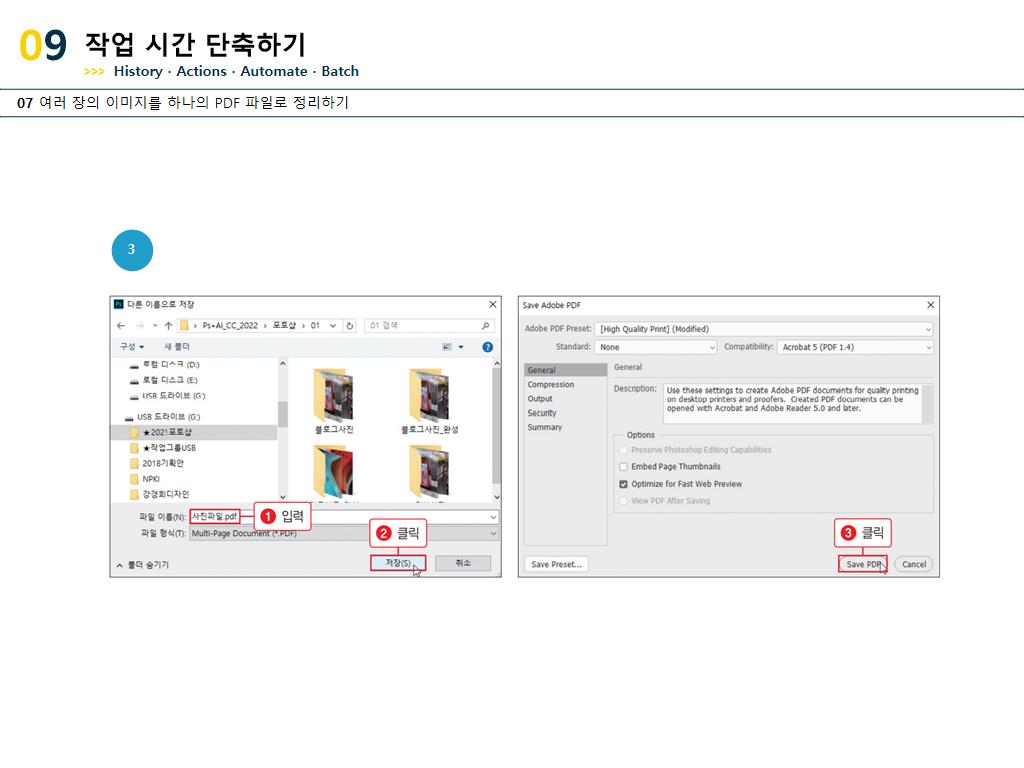 09 작업 시간 단축하기
>>> History · Actions · Automate · Batch
07 여러 장의 이미지를 하나의 PDF 파일로 정리하기
3
다른 이름으로 저장
Ps+Ai_CC_2022 > 포토샵 > 01
01 검색
구성
새 폴더
로컬 디스크 (D:)
로컬 디스크 (E:)
USB 드라이브 (G:)
USB 드라이브 (G:)
★2021포토샵
★작업그룹USB
2018기획안
NPKI
강경희디자인
블로그사진
블로그사진_완성
파일 이름(N): 사진파일.pdf
1 입력
파일 형식(T): Multi-Page Document (*.PDF)
2 클릭
폴더 숨기기
저장(S)
취소
Save Adobe PDF
Adobe PDF Preset: [High Quality Print] (Modified)
Standard: None
Compatibility: Acrobat 5 (PDF 1.4)
General
Compression
Output
Security
Summary
General
Description: Use these settings to create Adobe PDF documents for quality printing
on desktop printers and proofers. Created PDF documents can be
opened with Acrobat and Adobe Reader 5.0 and later.
Options
Preserve Photoshop Editing Capabilities
Embed Page Thumbnails
Optimize for Fast Web Preview
View PDF After Saving
3 클릭
Save Preset...
Save PDF
Cancel